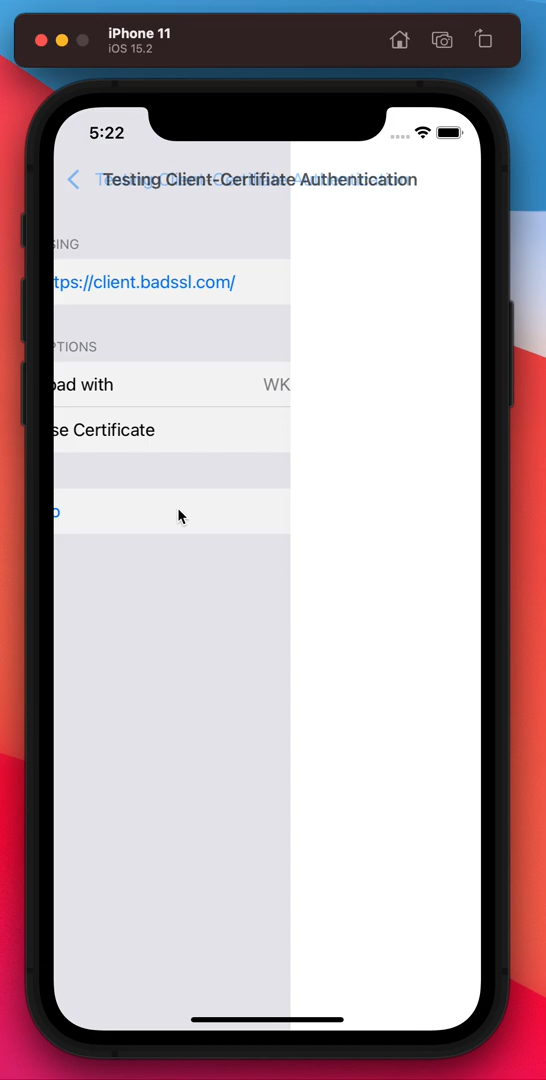 iPhone 11
iOS 15.2
5:22
Testing Client-Certifiate Authentication
SING
tps://client.badssl.com/
PTIONS
oad with
WK
se Certificate
o